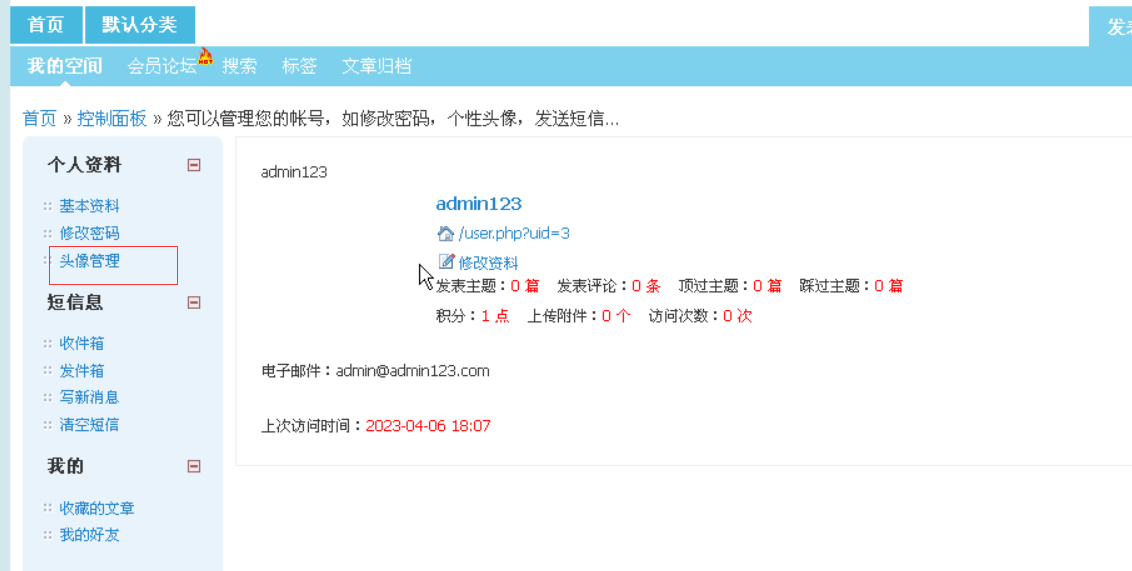 首页 默认分类 发表
我的空间 会员论坛 HOT 搜索 标签 文章归档
首页 » 控制面板 » 您可以管理您的帐号，如修改密码，个性头像，发送短信...
个人资料
基本资料
修改密码
头像管理
短信息
收件箱
发件箱
写新消息
清空短信
我的
收藏的文章
我的好友
admin123
admin123
/user.php?uid=3
修改资料
发表主题：0 篇 发表评论：0 条 顶过主题：0 篇 踩过主题：0 篇
积分：1 点 上传附件：0 个 访问次数：0 次
电子邮件：admin@admin123.com
上次访问时间：2023-04-06 18:07